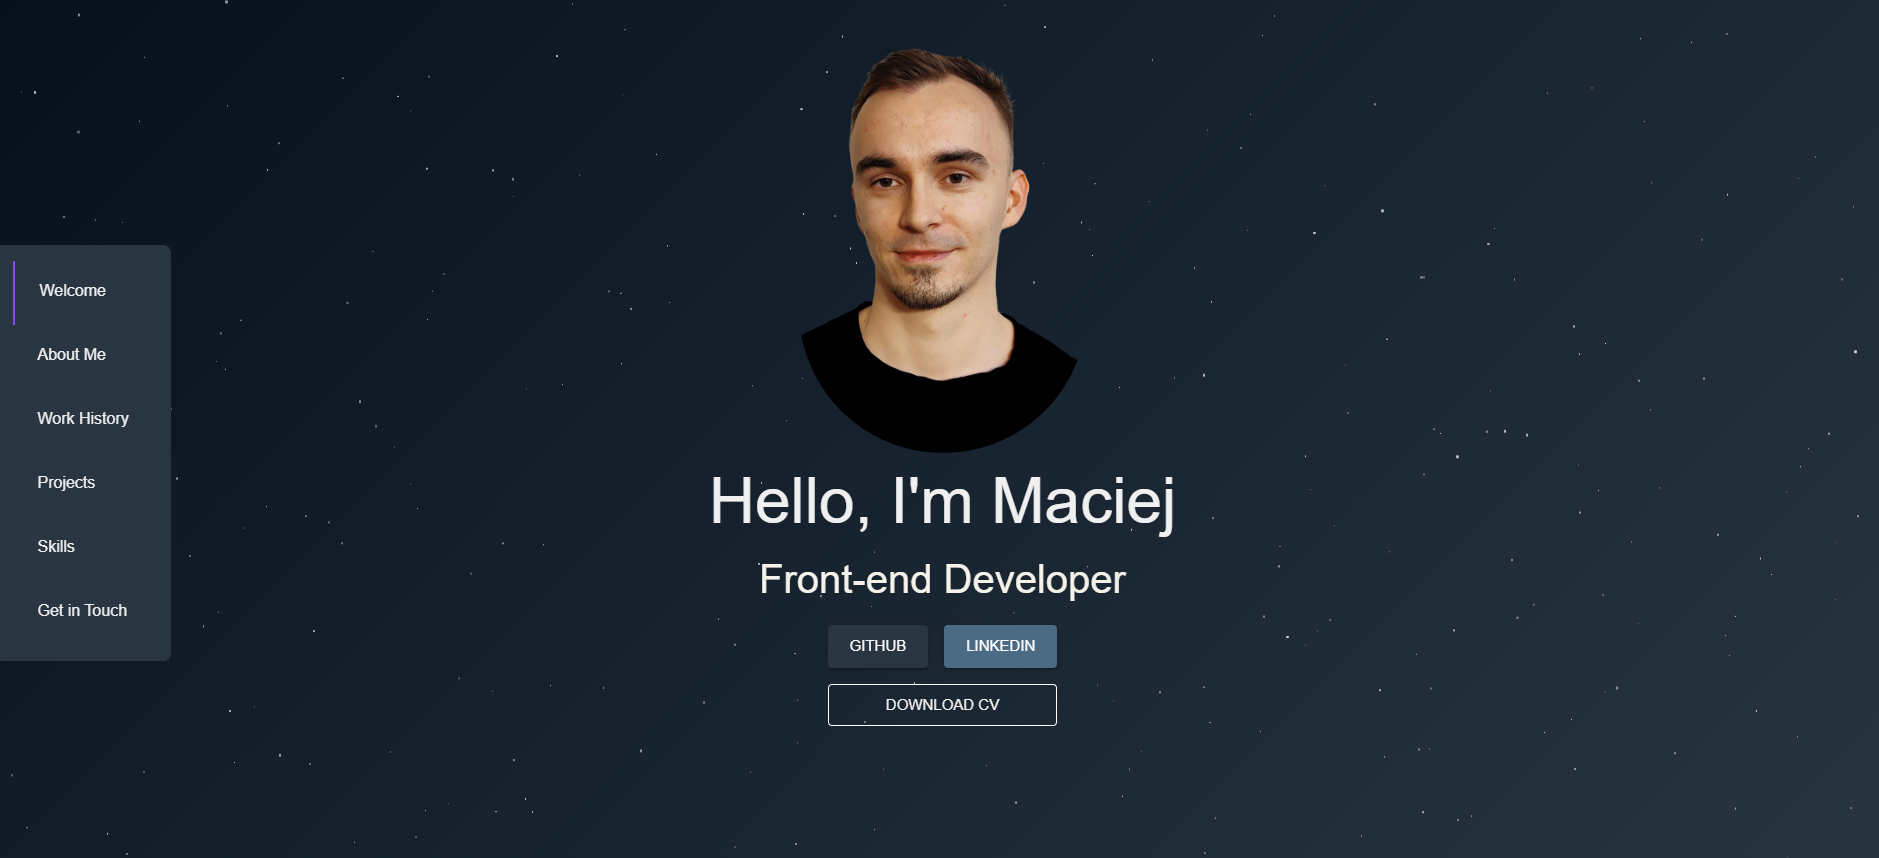 Welcome
About Me
Work History
Projects
Skills
Get in Touch
Hello, I'm Maciej
Front-end Developer
GITHUB
LINKEDIN
DOWNLOAD CV